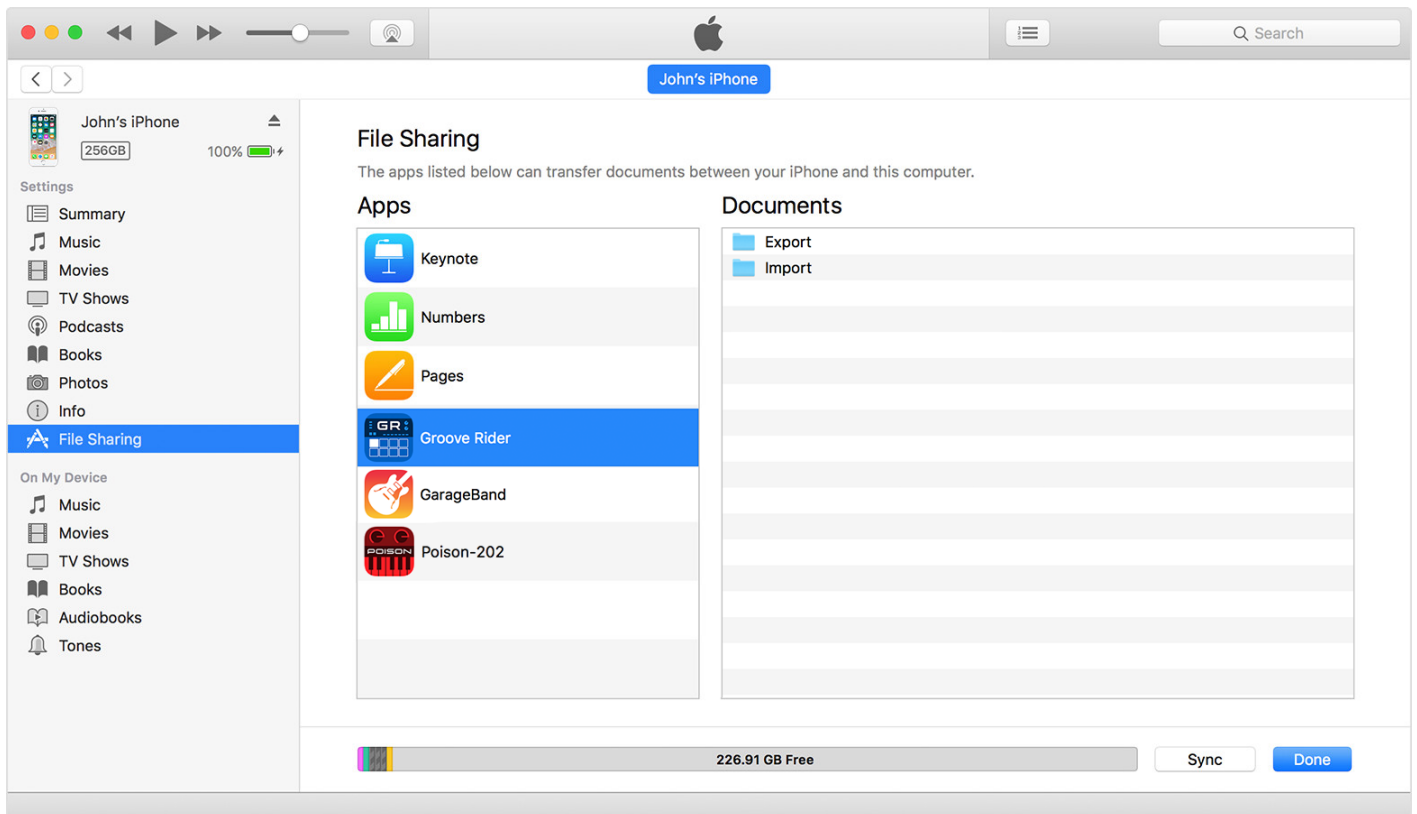 Search
John's iPhone
John's iPhone
256GB
100%
Settings
Summary
Music
Movies
TV Shows
Podcasts
Books
Photos
Info
File Sharing
On My Device
Music
Movies
TV Shows
Books
Audiobooks
Tones
File Sharing
The apps listed below can transfer documents between your iPhone and this computer.
Apps
Keynote
Numbers
Pages
GR
Groove Rider
GarageBand
POISON
Poison-202
Documents
Export
Import
226.91 GB Free
Sync
Done